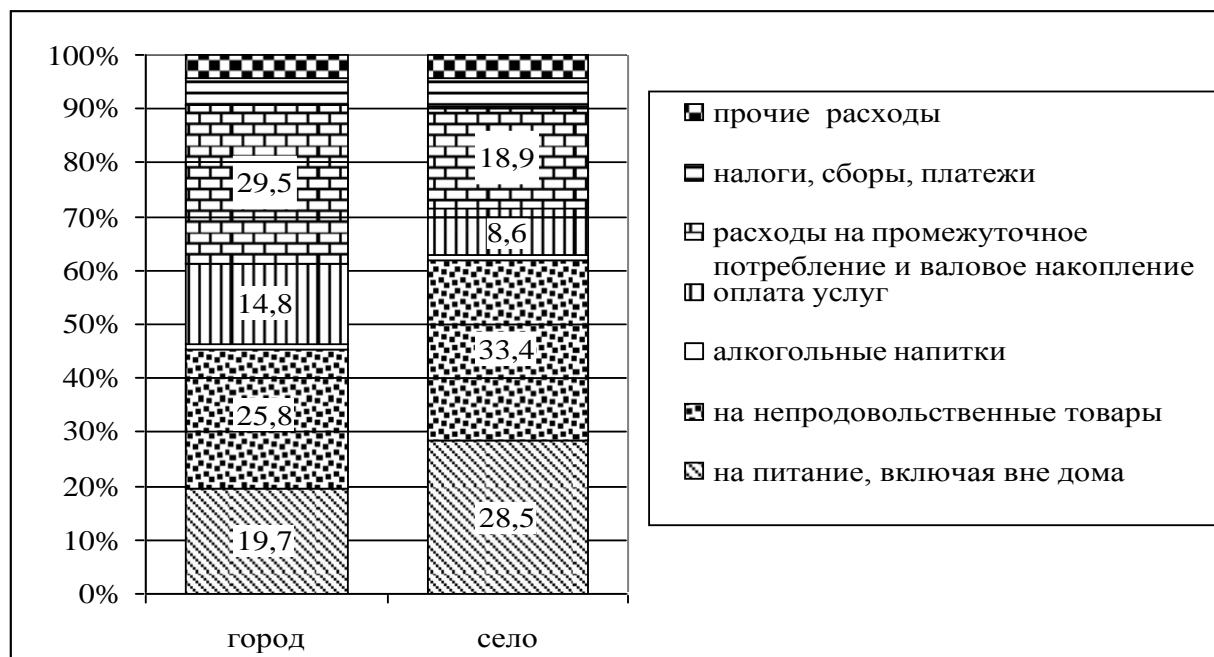 100%
90%
80%
70%
60%
50%
40%
30%
20%
10%
0%
29,5
14,8
25,8
19,7
18,9
8,6
33,4
28,5
город
село
прочие расходы
налоги, сборы, платежи
расходы на промежуточное
потребление и валовое накопление
оплата услуг
алкогольные напитки
на непродовольственные товары
на питание, включая вне дома